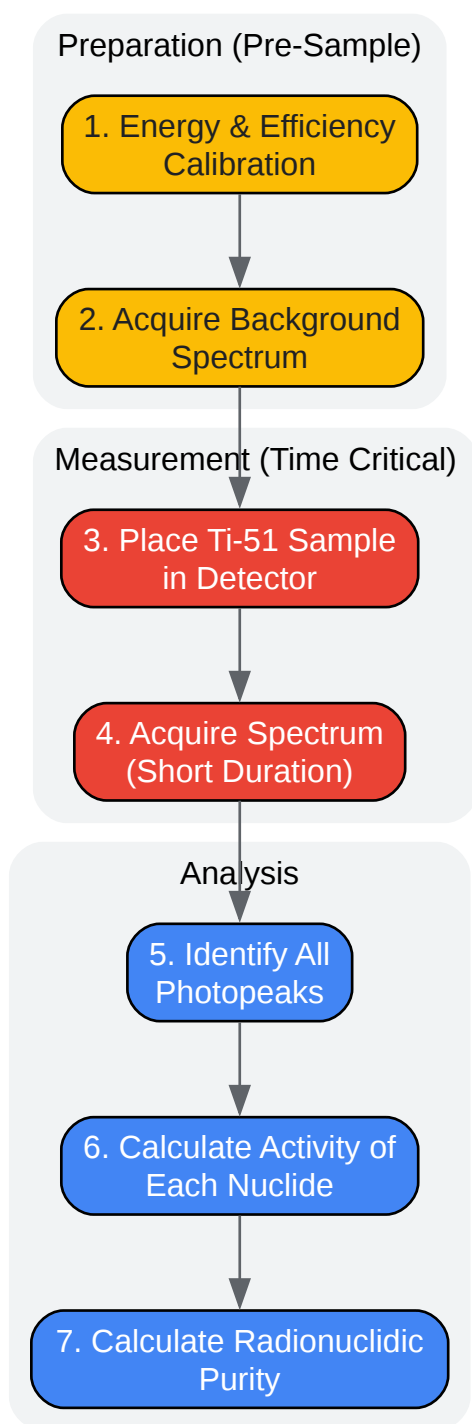 Preparation (Pre-Sample)
1. Energy & Efficiency
Calibration
2. Acquire Background
Spectrum
Measurement (Time Critical)
3. Place Ti-51 Sample
in Detector
4. Acquire Spectrum
(Short Duration)
Analysis
5. Identify All
Photopeaks
6. Calculate Activity of
Each Nuclide
7. Calculate Radionuclidic
Purity